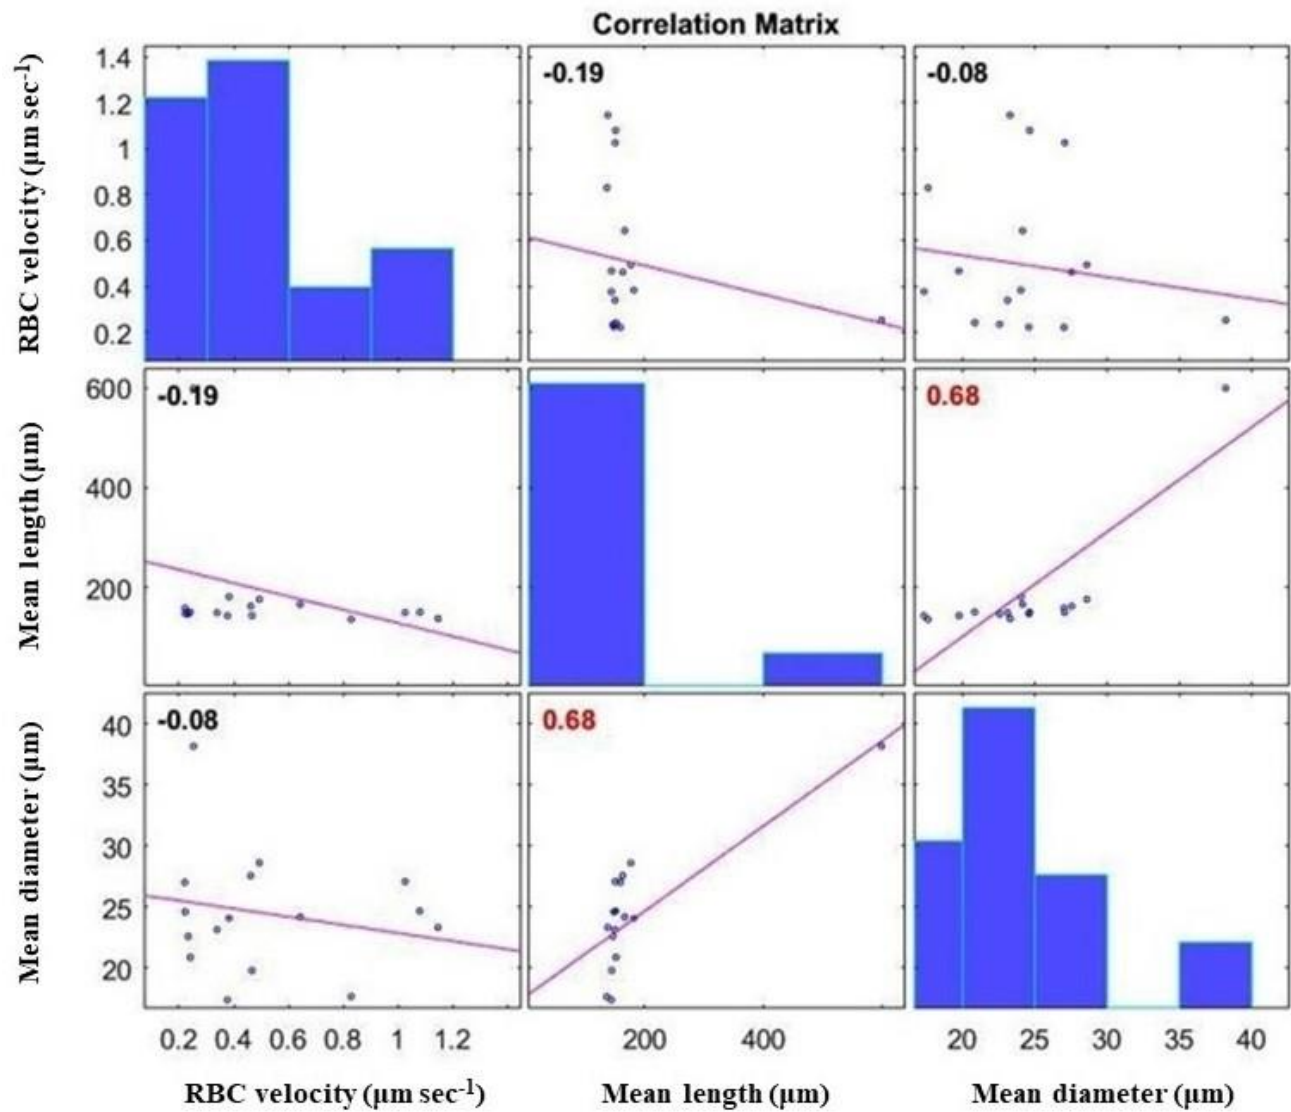 Correlation Matrix
RBC velocity (µm sec-1)
1.4
1.2
1
0.8
0.6
0.4
0.2
-0.19
-0.08
Mean length (µm)
600
400
200
-0.19
0.68
Mean diameter (µm)
40
35
30
25
20
-0.08
0.68
0.2 0.4 0.6 0.8 1 1.2
200 400
20 25 30 35 40
RBC velocity (µm sec-1)
Mean length (µm)
Mean diameter (µm)